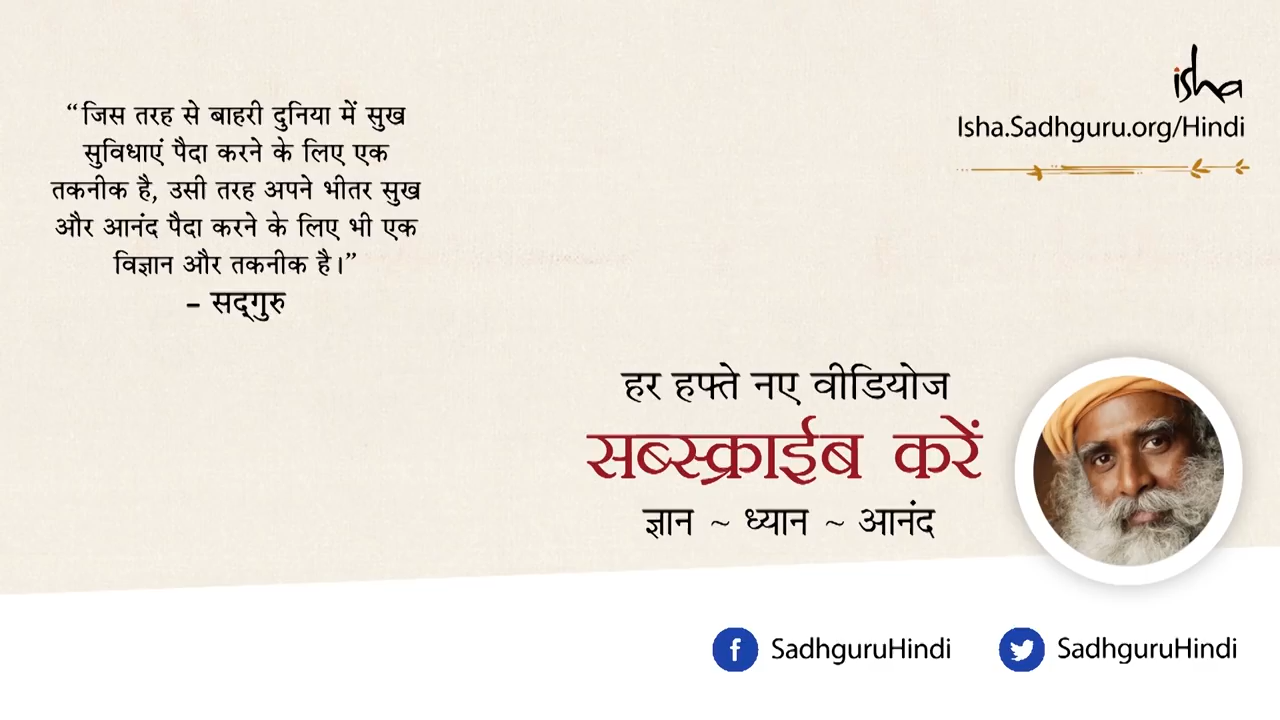 “जिस तरह से बाहरी दुनिया में सुख
सुविधाएं पैदा करने के लिए एक
तकनीक है, उसी तरह अपने भीतर सुख
और आनंद पैदा करने के लिए भी एक
विज्ञान और तकनीक है।”
– सद्गुरु
isha
Isha.Sadhguru.org/Hindi
हर हफ्ते नए वीडियोज
सब्स्क्राईब करें
ज्ञान ~ ध्यान ~ आनंद
f SadhguruHindi
SadhguruHindi